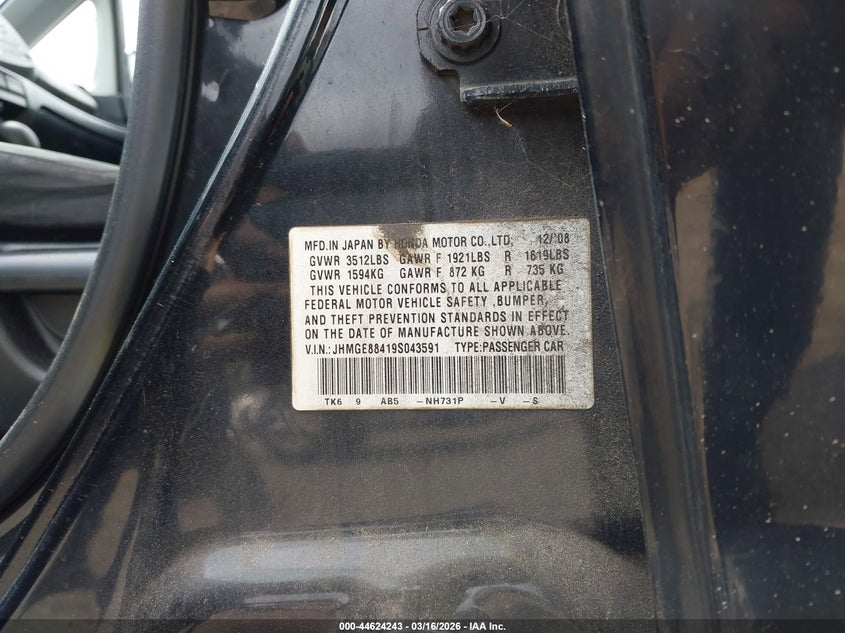 MFD.IN JAPAN BY HONDA MOTOR CO.,LTD. 12/'08
GVWR 3512LBS GAWR F 1921LBS R 1619LBS
GVWR 1594KG GAWR F 872 KG R 735 KG
THIS VEHICLE CONFORMS TO ALL APPLICABLE
FEDERAL MOTOR VEHICLE SAFETY ,BUMPER,
AND THEFT PREVENTION STANDARDS IN EFFECT
ON THE DATE OF MANUFACTURE SHOWN ABOVE.
V.I.N.: JHMGE88419S043591 TYPE:PASSENGER CAR
TK6 9 AB5 -NH731P -V -S
000-44624243 - 03/16/2026 - IAA Inc.